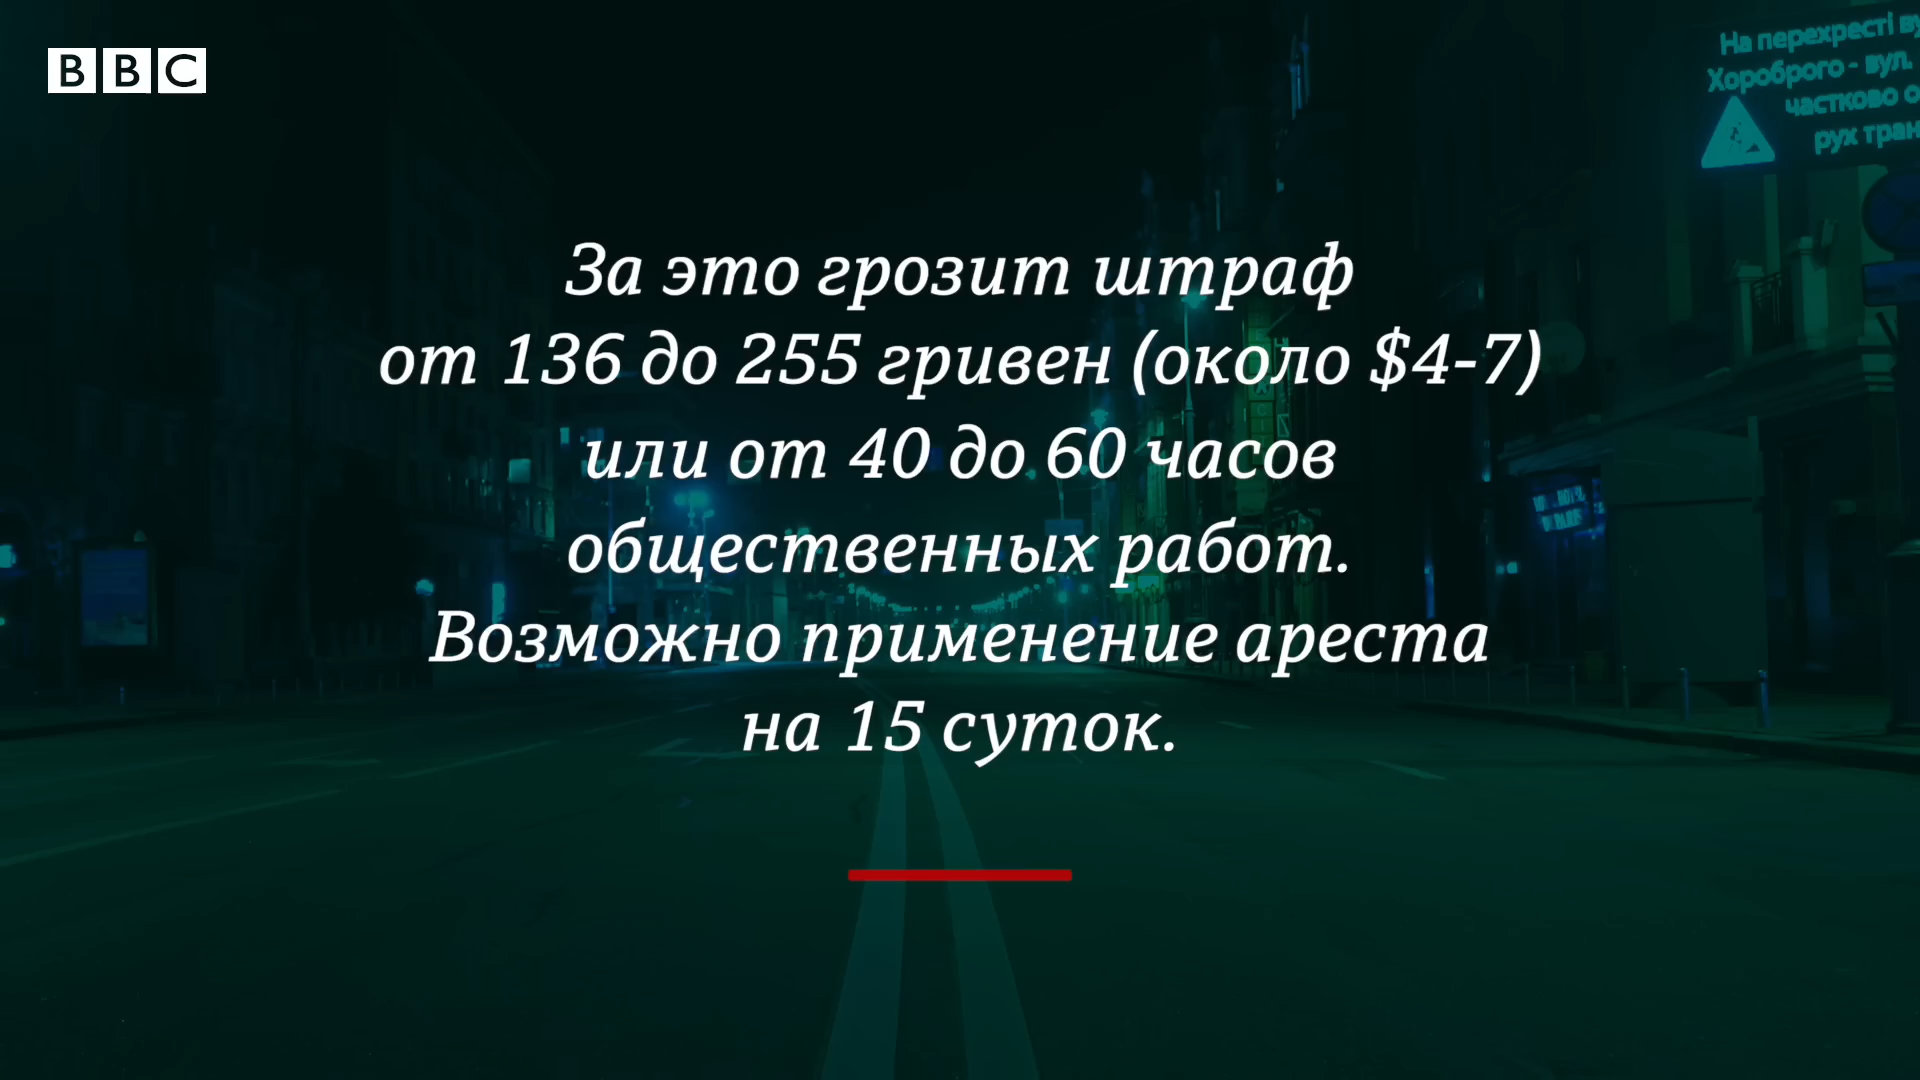 BBC
На перехресті
Хороброго - вул.
частково
рух
За это грозит штраф
от 136 до 255 гривен (около $4-7)
или от 40 до 60 часов
общественных работ.
Возможно применение ареста
на 15 суток.